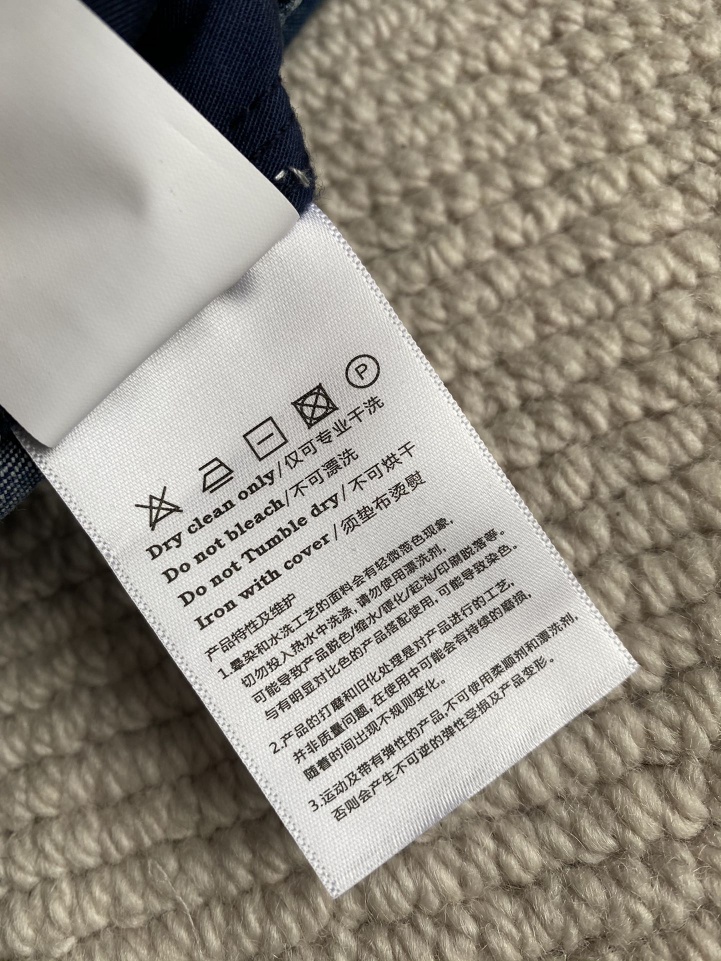 P
Dry clean only/仅可专业干洗
Do not bleach/不可漂洗
Do not Tumble dry/不可烘干
Iron with cover/须垫布烫熨
产品特性及维护
1.晕染和水洗工艺的面料会有轻微落色现象,
切勿投入热水中洗涤,请勿使用漂洗剂,
可能导致产品脱色/缩水/硬化/起泡/印刷脱落等。
与有明显对比色的产品搭配使用,可能导致染色。
2.产品的打磨和旧化处理是对产品进行的工艺,
并非质量问题,在使用中可能会有持续的磨损,
随着时间出现不规则变化。
3.运动及带有弹性的产品,不可使用柔顺剂和漂洗剂,
否则会产生不可逆的弹性受损及产品变形。